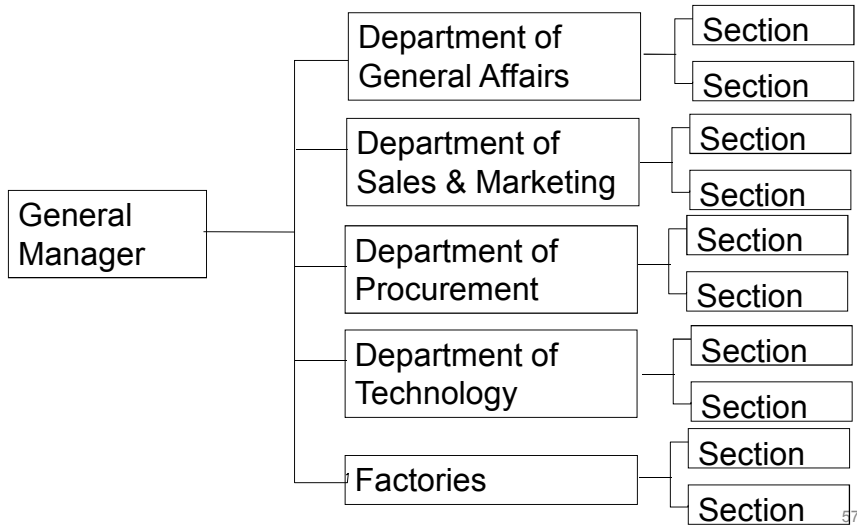 General
Manager
Department of
General Affairs
Section
Section
Department of
Sales & Marketing
Section
Section
Department of
Procurement
Section
Section
Department of
Technology
Section
Section
Factories
Section
Section
57